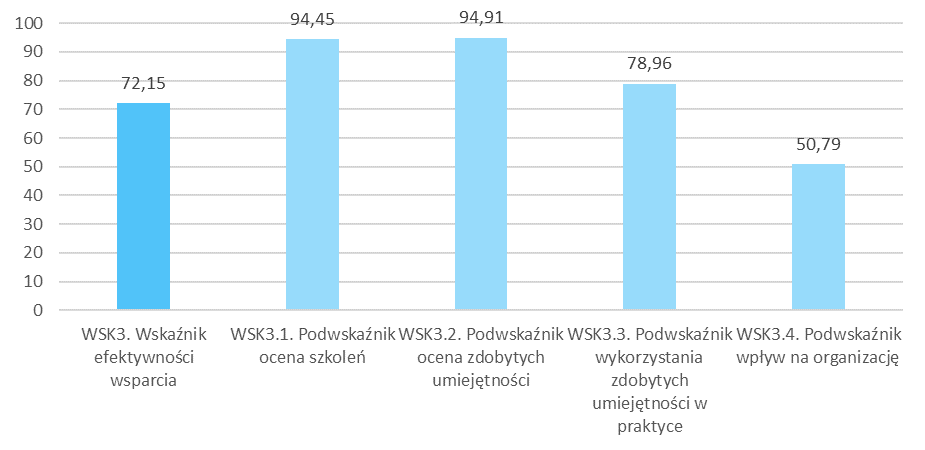 100
90
80
70
60
50
40
30
20
10
0
72,15
94,45
94,91
78,96
50,79
WSK3. Wskaźnik
efektywności
wsparcia
WSK3.1. Podwskaźnik
ocena szkoleń
WSK3.2. Podwskaźnik
ocena zdobytych
umiejętności
WSK3.3. Podwskaźnik
wykorzystania
zdobytych
umiejętności w
praktyce
WSK3.4. Podwskaźnik
wpływ na organizację